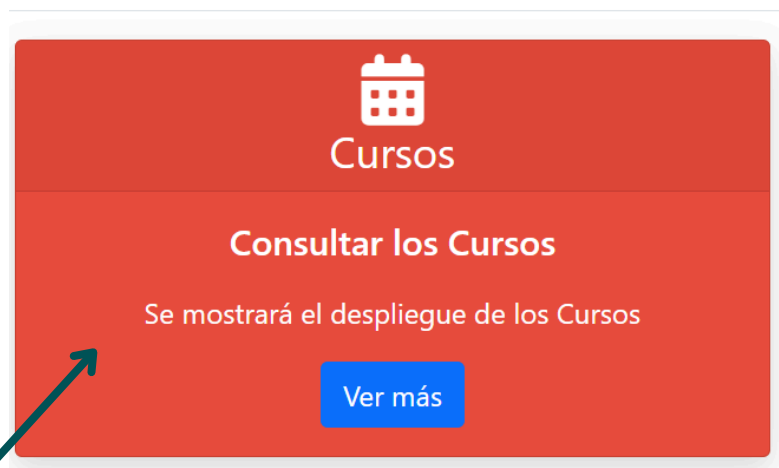 Cursos
Consultar los Cursos
Se mostrará el despliegue de los Cursos
Ver más